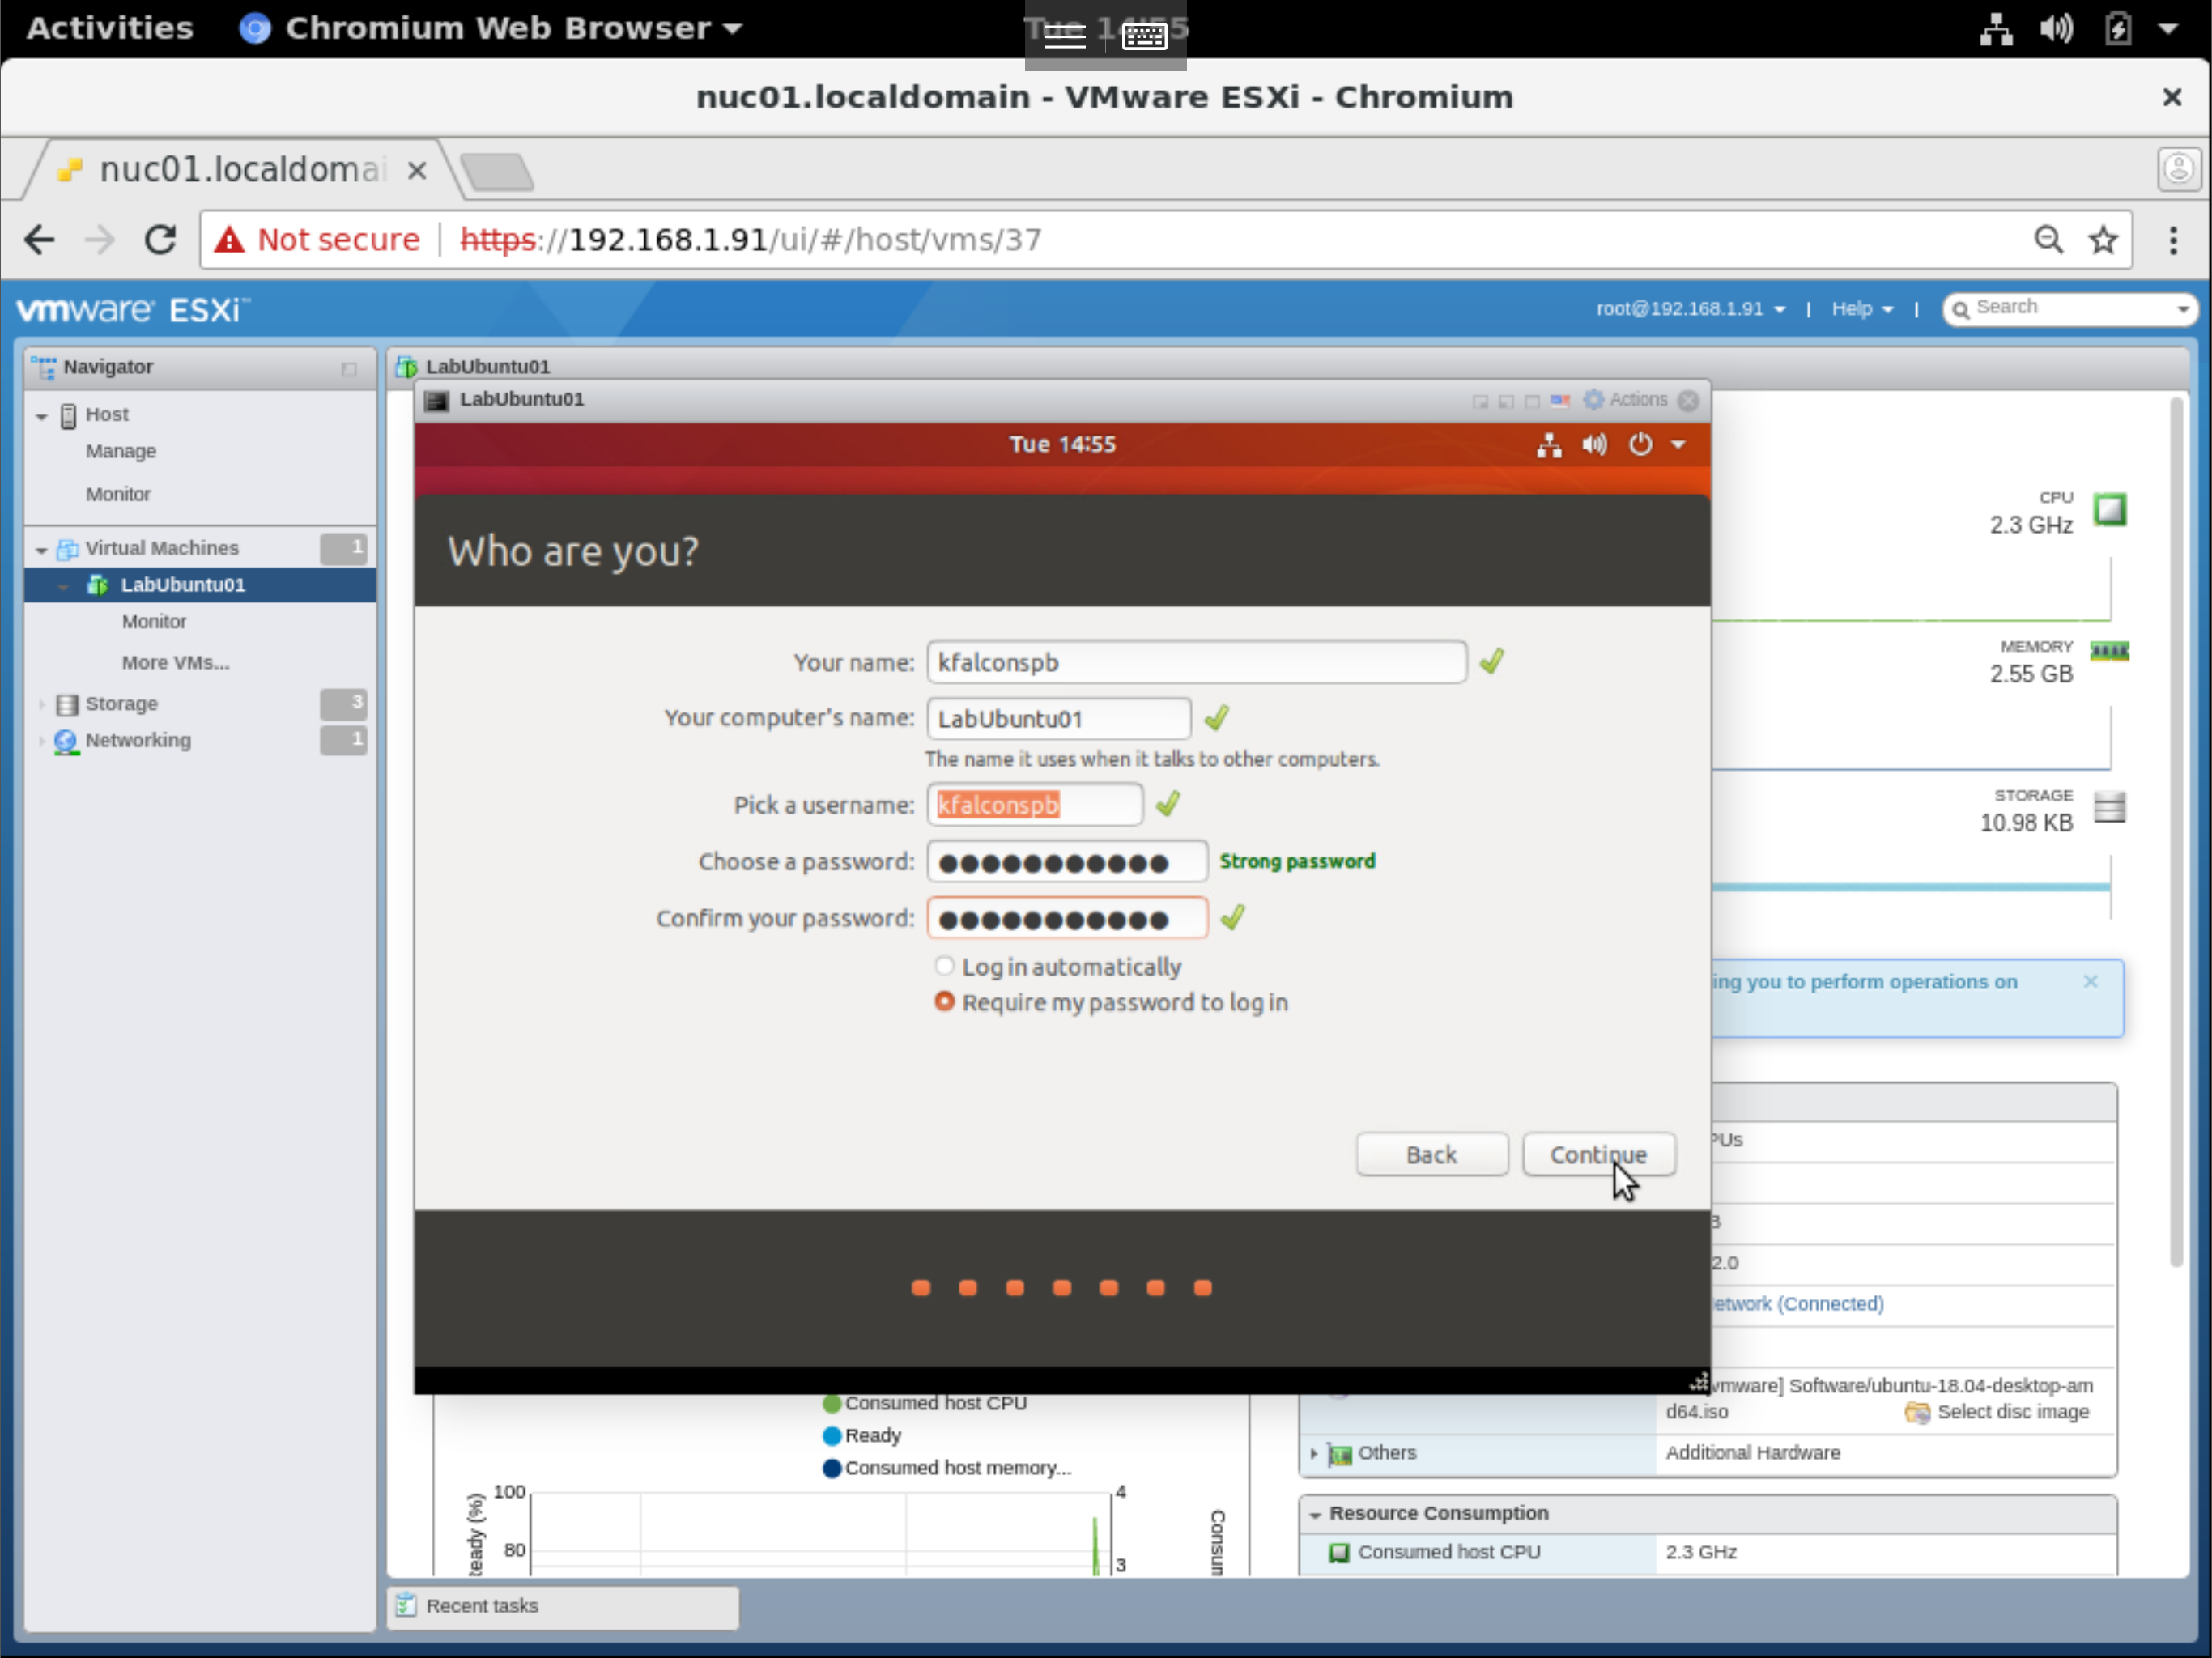 Activities Chromium Web Browser Tue 14:55
nuc01.localdomain - VMware ESXi - Chromium
nuc01.localdomai
Not secure https://192.168.1.91/ui/#/host/vms/37
vmware ESXi™ root@192.168.1.91 | Help | Search
Navigator
Host
Manage
Monitor
Virtual Machines 1
LabUbuntu01
Monitor
More VMs...
Storage 3
Networking 1
LabUbuntu01
LabUbuntu01 Actions
Tue 14:55
Who are you?
Your name: kfalconspb
Your computer's name: LabUbuntu01
The name it uses when it talks to other computers.
Pick a username: kfalconspb
Choose a password: ●●●●●●●●●●● Strong password
Confirm your password: ●●●●●●●●●●●
Log in automatically
Require my password to log in
Back Continue
CPU
2.3 GHz
MEMORY
2.55 GB
STORAGE
10.98 KB
ing you to perform operations on
PUs
B
2.0
etwork (Connected)
vmware] Software/ubuntu-18.04-desktop-am
d64.iso Select disc image
Others Additional Hardware
Resource Consumption
Consumed host CPU 2.3 GHz
Consumed host CPU
Ready
Consumed host memory...
100 4
80 3
eady (%)
Consum
Recent tasks